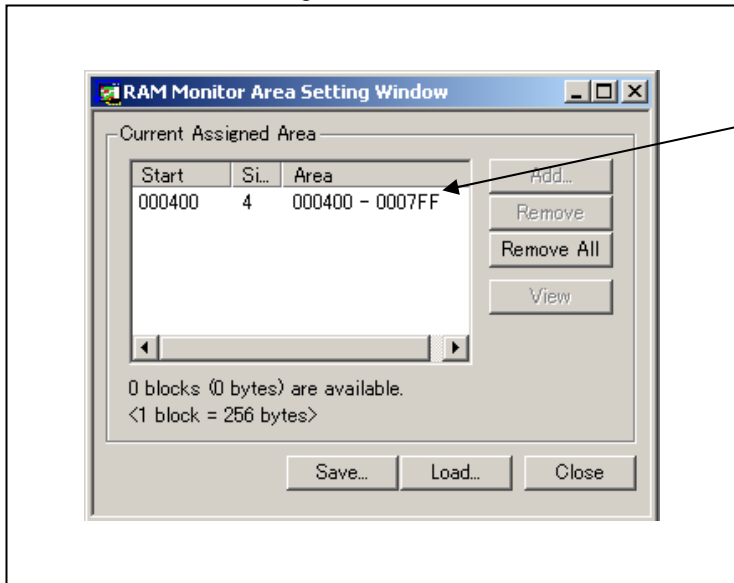 RAM Monitor Area Setting Window
Current Assigned Area
Start Si... Area
000400 4 000400 - 0007FF
Add...
Remove
Remove All
View
0 blocks (0 bytes) are available.
<1 block = 256 bytes>
Save... Load... Close